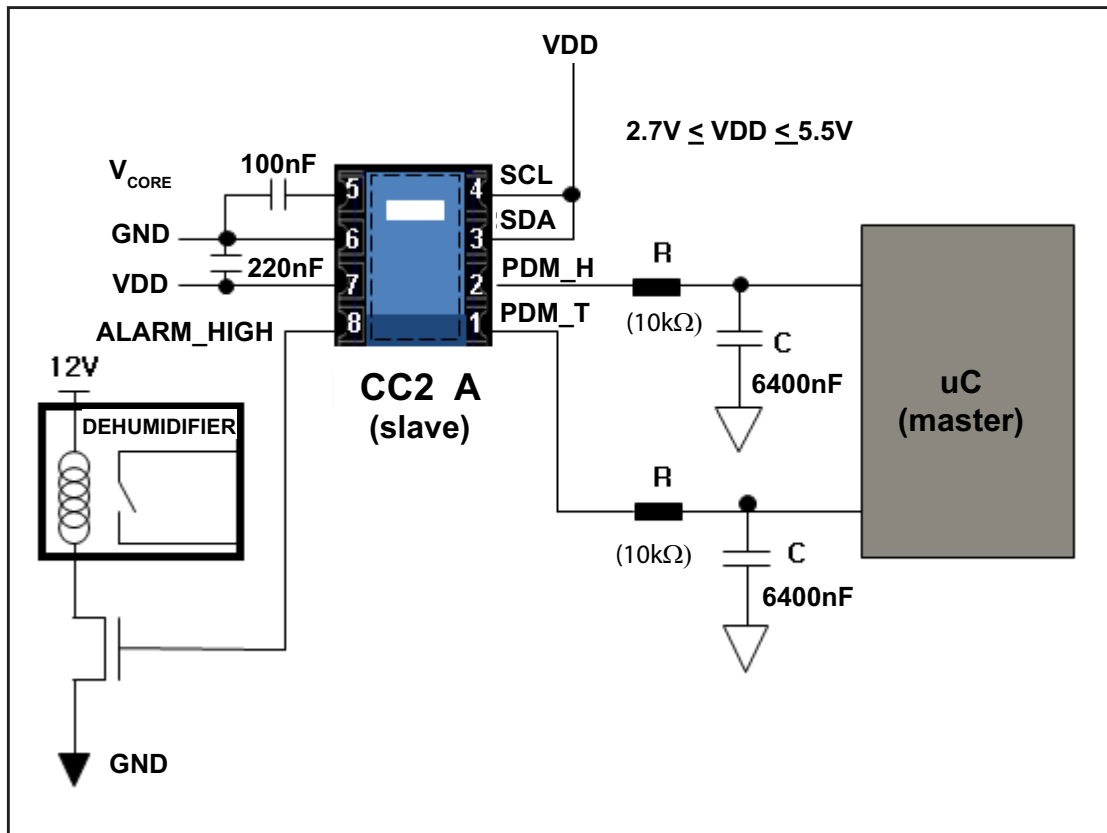 VDD
2.7V ≤ VDD ≤ 5.5V
V_CORE
100nF
5
4
SCL
GND
6
3
SDA
220nF
VDD
7
2
PDM_H
R
(10kΩ)
C
6400nF
ALARM_HIGH
8
1
PDM_T
12V
DEHUMIDIFIER
CC2 A
(slave)
uC
(master)
R
(10kΩ)
C
6400nF
GND